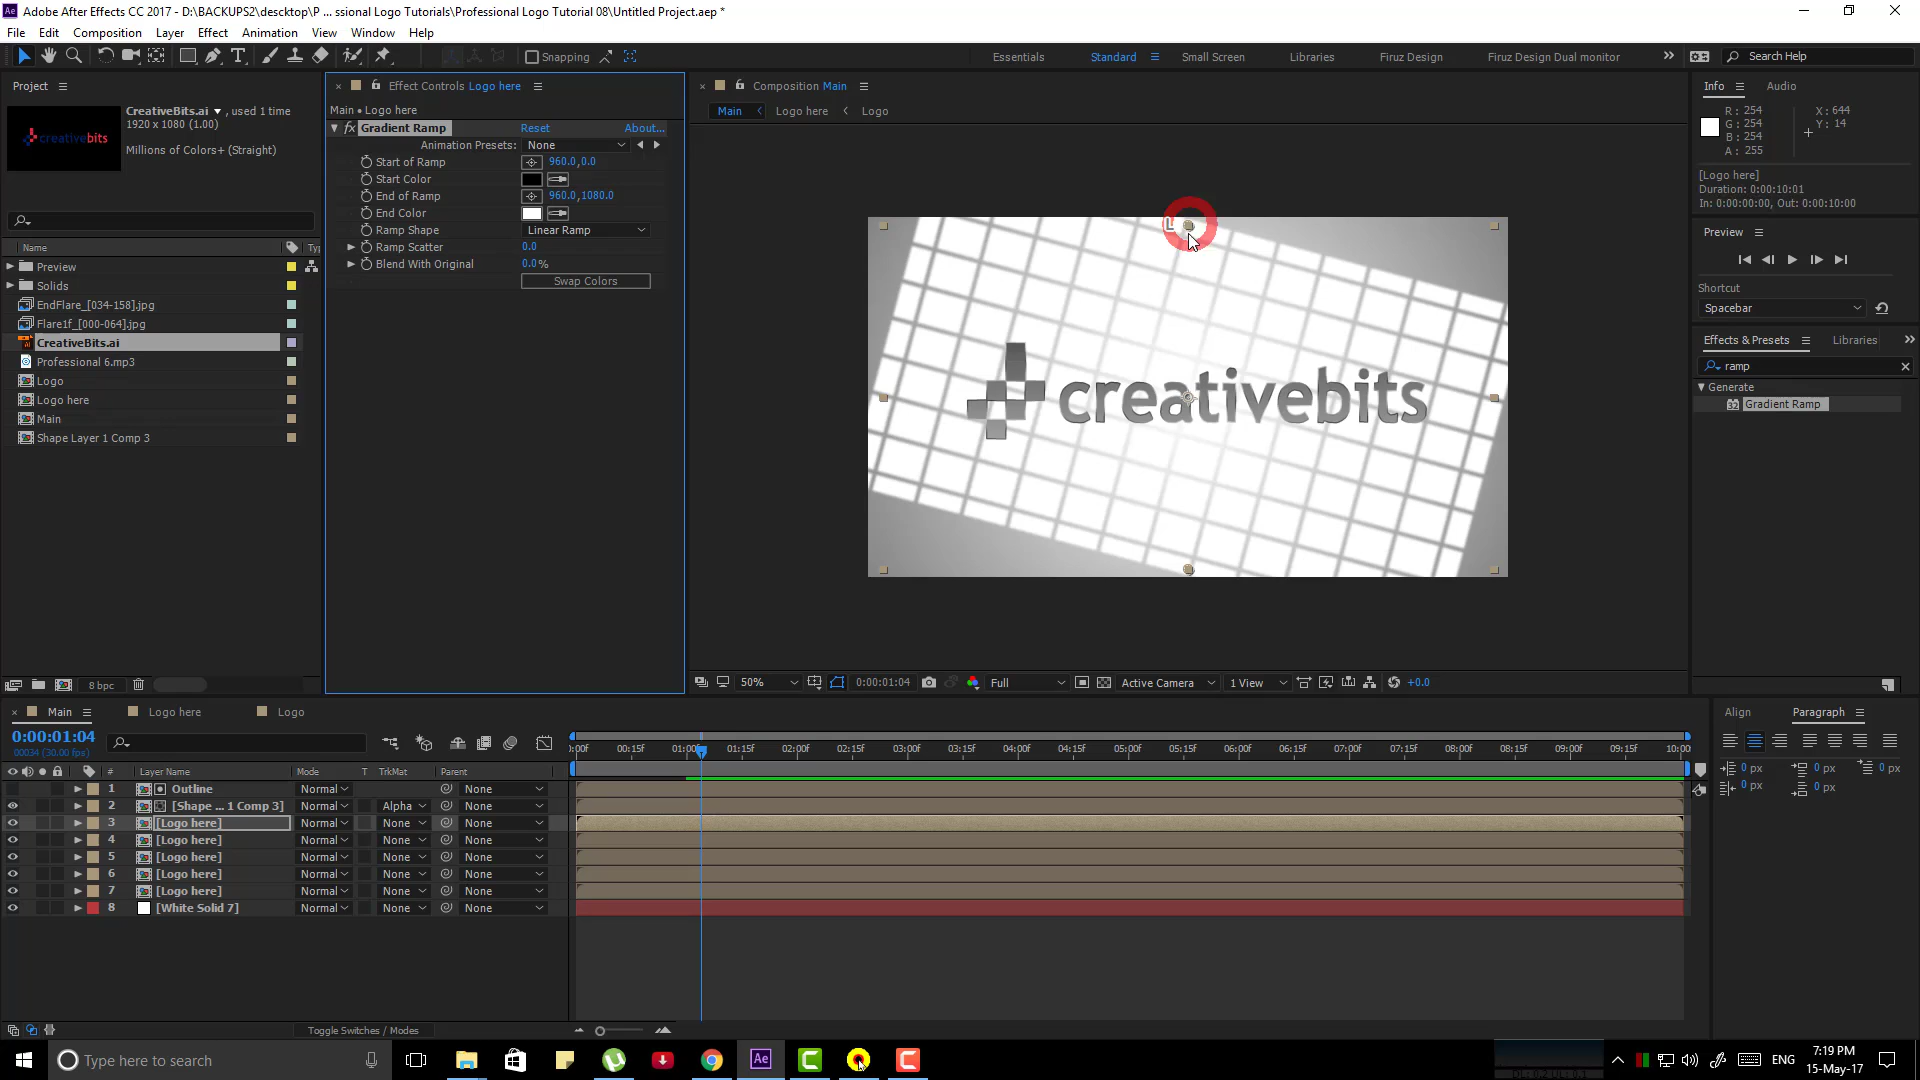 Adobe After Effects CC 2017 - D:\BACKUPS2\descktop\P ... ssional Logo Tutorials\Professional Logo Tutorial 08\Untitled Project.aep *
File Edit Composition Layer Effect Animation View Window Help
Snapping
Essentials Standard Small Screen Libraries Firuz Design Firuz Design Dual monitor Search Help
Project
CreativeBits.ai , used 1 time
1920 x 1080 (1.00)
Millions of Colors+ (Straight)
creativebits
Name
Preview
Solids
EndFlare_[034-158].jpg
Flare1f_[000-064].jpg
CreativeBits.ai
Professional 6.mp3
Logo
Logo here
Main
Shape Layer 1 Comp 3
8 bpc
Effect Controls Logo here
Main • Logo here
fx Gradient Ramp Reset About...
Animation Presets: None
Start of Ramp 960.0,0.0
Start Color
End of Ramp 960.0,1080.0
End Color
Ramp Shape Linear Ramp
Ramp Scatter 0.0
Blend With Original 0.0%
Swap Colors
Composition Main
Main Logo here Logo
creativebits
50% 0:00:01:04 Full Active Camera 1 View +0.0
Info Audio
R : 254 X : 644
G : 254 Y : 14
B : 254
A : 255
[Logo here]
Duration: 0:00:10:01
In: 0:00:00:00, Out: 0:00:10:00
Preview
Shortcut
Spacebar
Effects & Presets Libraries
ramp
Generate
Gradient Ramp
Main Logo here Logo
0:00:01:04
00034 (30.00 fps)
# Layer Name Mode T TrkMat Parent
:00f 00:15f 01:00f 01:15f 02:00f 02:15f 03:00f 03:15f 04:00f 04:15f 05:00f 05:15f 06:00f 06:15f 07:00f 07:15f 08:00f 08:15f 09:00f 09:15f 10:00
1 Outline Normal None
2 [Shape ... 1 Comp 3] Normal Alpha None
3 [Logo here] Normal None None
4 [Logo here] Normal None None
5 [Logo here] Normal None None
6 [Logo here] Normal None None
7 [Logo here] Normal None None
8 [White Solid 7] Normal None None
Toggle Switches / Modes
Align Paragraph
0 px 0 px 0 px
0 px 0 px
Type here to search
Ae
ENG
7:19 PM
15-May-17